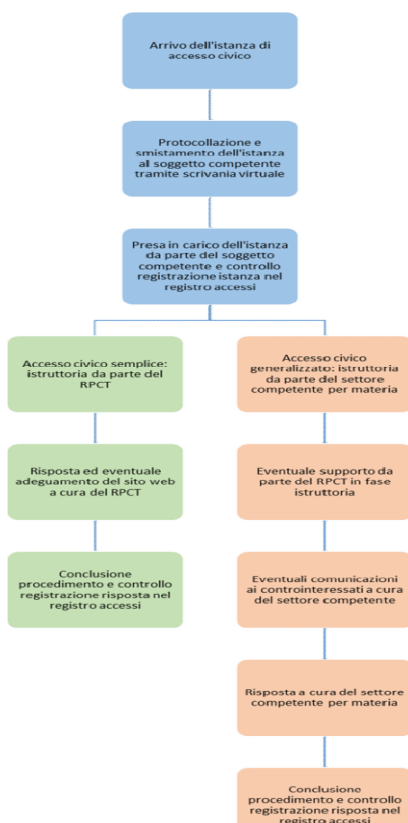 Arrivo dell'istanza di
accesso civico
Protocollazione e
smistamento dell'istanza
al soggetto competente
tramite scrivania virtuale
Presa in carico dell'istanza
da parte del soggetto
competente e controllo
registrazione istanza nel
registro accessi
Accesso civico semplice:
istruttoria da parte del
RPCT
Risposta ed eventuale
adeguamento del sito web
a cura del RPCT
Conclusione
procedimento e controllo
registrazione risposta nel
registro accessi
Accesso civico
generalizzato: istruttoria
da parte del settore
competente per materia
Eventuale supporto da
parte del RPCT in fase
istruttoria
Eventuali comunicazioni
ai controinteressati a cura
del settore competente
Risposta a cura del settore
competente per materia
Conclusione
procedimento e controllo
registrazione risposta nel
registro accessi